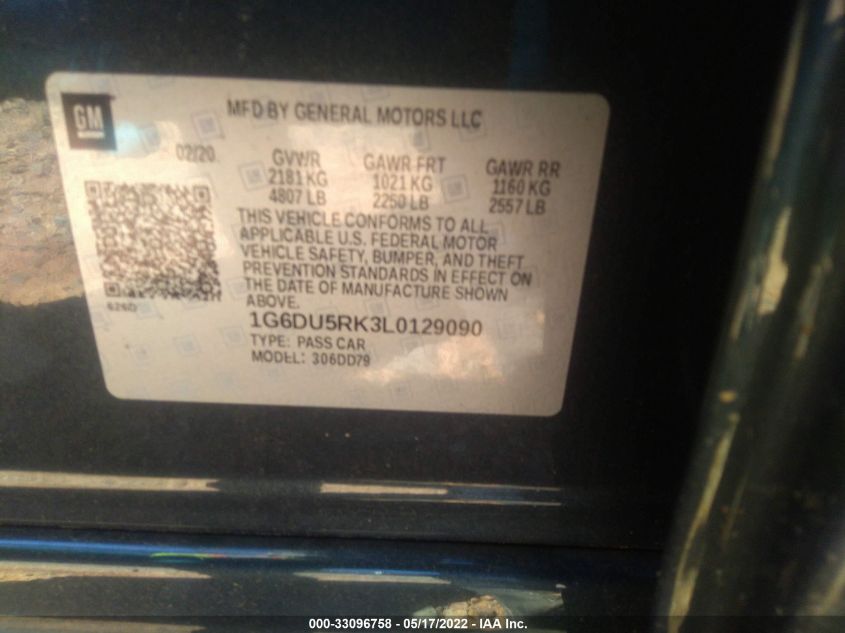 GM
MFD BY GENERAL MOTORS LLC
02/20 GVWR GAWR FRT GAWR RR
2181 KG 1021 KG 1160 KG
4807 LB 2250 LB 2557 LB
THIS VEHICLE CONFORMS TO ALL
APPLICABLE U.S. FEDERAL MOTOR
VEHICLE SAFETY, BUMPER, AND THEFT
PREVENTION STANDARDS IN EFFECT ON
THE DATE OF MANUFACTURE SHOWN
ABOVE.
1G6DU5RK3L0129090
TYPE: PASS CAR
MODEL: 306DD79
000-33096758 - 05/17/2022 - IAA Inc.